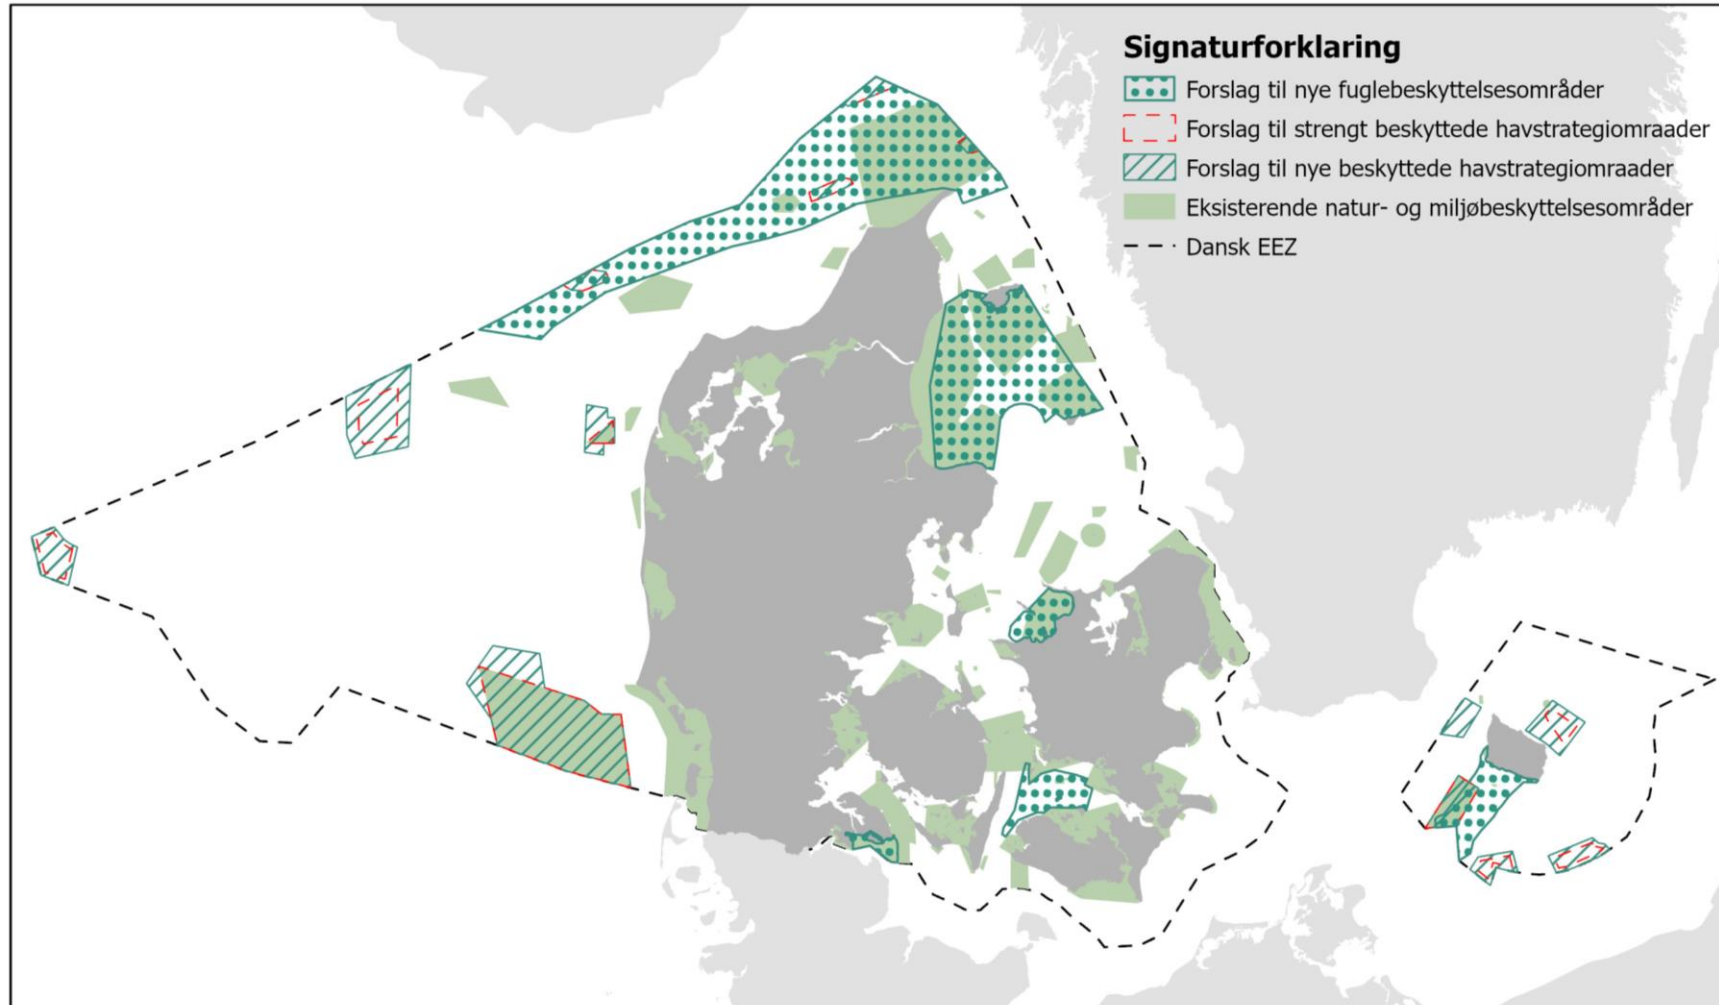 Signaturforklaring
Forslag til nye fuglebeskyttelsesområder
Forslag til strengt beskyttede havstrategiomraader
Forslag til nye beskyttede havstrategiomraader
Eksisterende natur- og miljøbeskyttelsesområder
Dansk EEZ